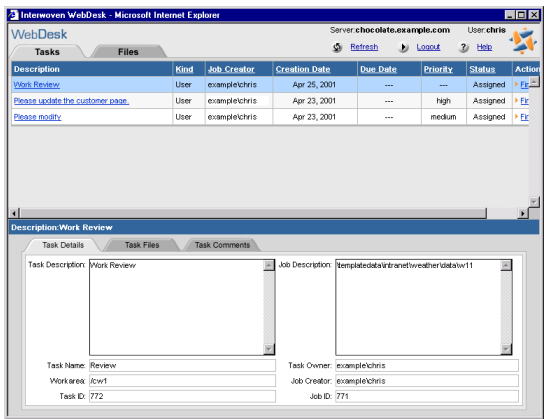 Interwoven WebDesk - Microsoft Internet Explorer
WebDesk
Server:chocolate.example.com User:chris
Refresh Logout Help
Tasks Files
Description Kind Job Creator Creation Date Due Date Priority Status Action
Work Review User example\chris Apr 25, 2001 --- --- Assigned Fir
Please update the customer page. User example\chris Apr 23, 2001 --- high Assigned Fir
Please modify User example\chris Apr 23, 2001 --- medium Assigned Fir
Description:Work Review
Task Details Task Files Task Comments
Task Description: Work Review Job Description: \templatedata\intranet\weather\data\w11
Task Name: Review Task Owner: example\chris
Workarea: /cw1 Job Creator: example\chris
Task ID: 772 Job ID: 771